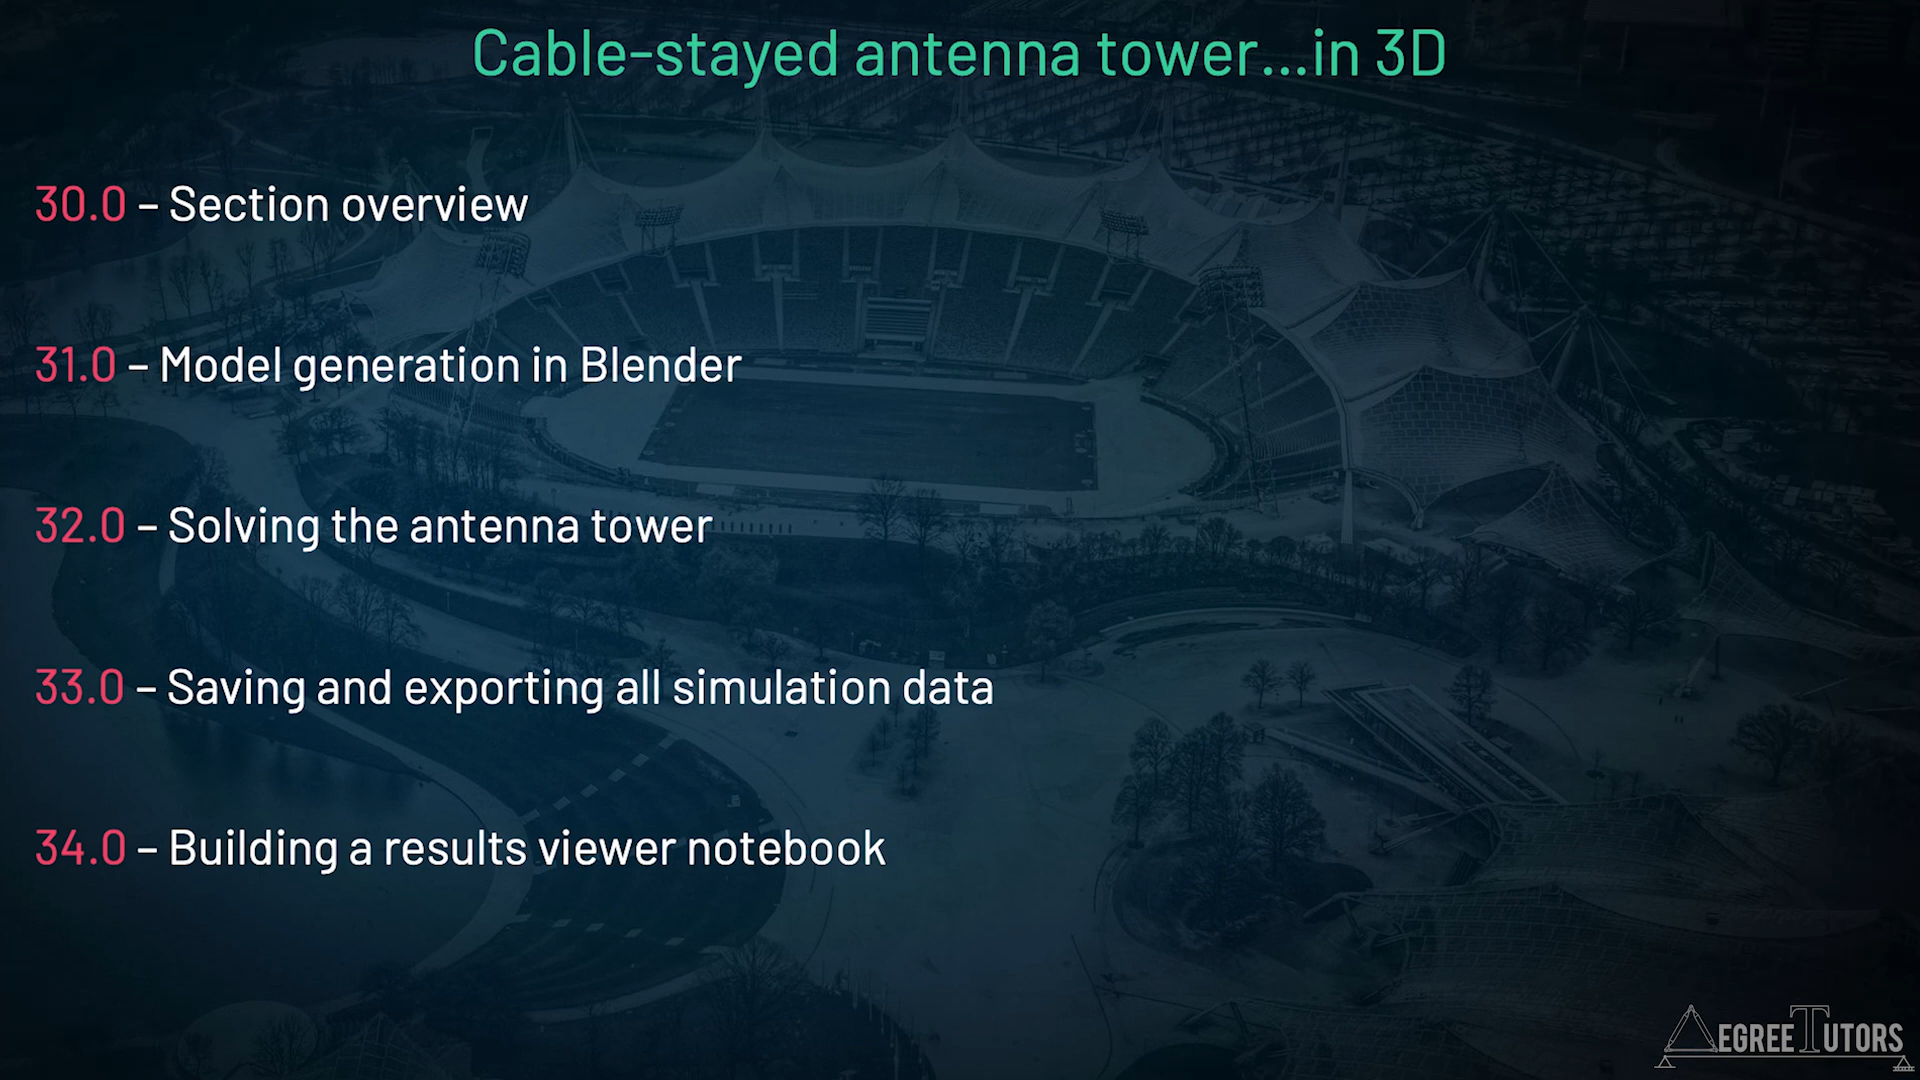 Cable-stayed antenna tower...in 3D
30.0 – Section overview
31.0 – Model generation in Blender
32.0 – Solving the antenna tower
33.0 – Saving and exporting all simulation data
34.0 – Building a results viewer notebook
DEGREE TUTORS